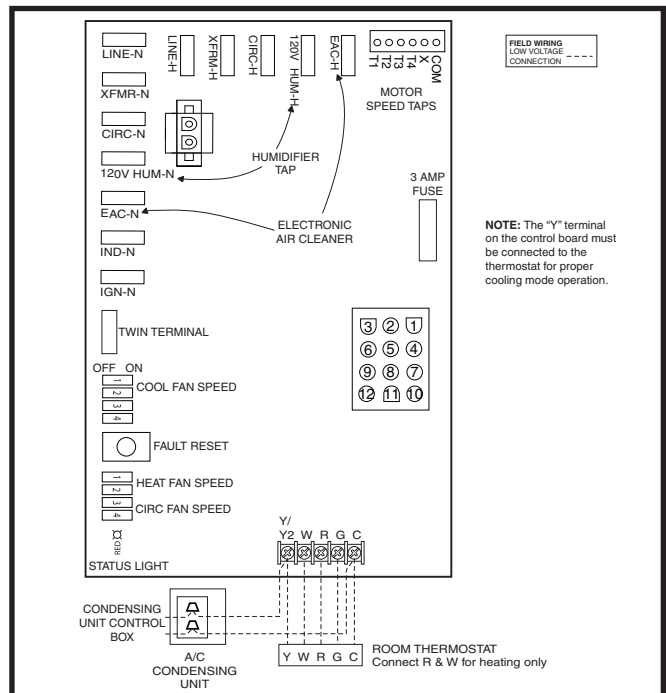 LINE-N
XFMR-N
CIRC-N
120V HUM-N
EAC-N
IND-N
IGN-N
LINE-H
XFRM-H
CIRC-H
120V
HUM-H
EAC-H
T1
T2
T3
T4
X
COM
MOTOR
SPEED TAPS
HUMIDIFIER
TAP
ELECTRONIC
AIR CLEANER
3 AMP
FUSE
FIELD WIRING
LOW VOLTAGE
CONNECTION
NOTE: The “Y” terminal
on the control board must
be connected to the
thermostat for proper
cooling mode operation.
TWIN TERMINAL
OFF ON
1
2
3
4
COOL FAN SPEED
FAULT RESET
1
2
3
4
HEAT FAN SPEED
CIRC FAN SPEED
RED
STATUS LIGHT
3 2 1
6 5 4
9 8 7
12 11 10
Y/
Y2 W R G C
CONDENSING
UNIT CONTROL
BOX
A/C
CONDENSING
UNIT
Y W R G C
ROOM THERMOSTAT
Connect R & W for heating only